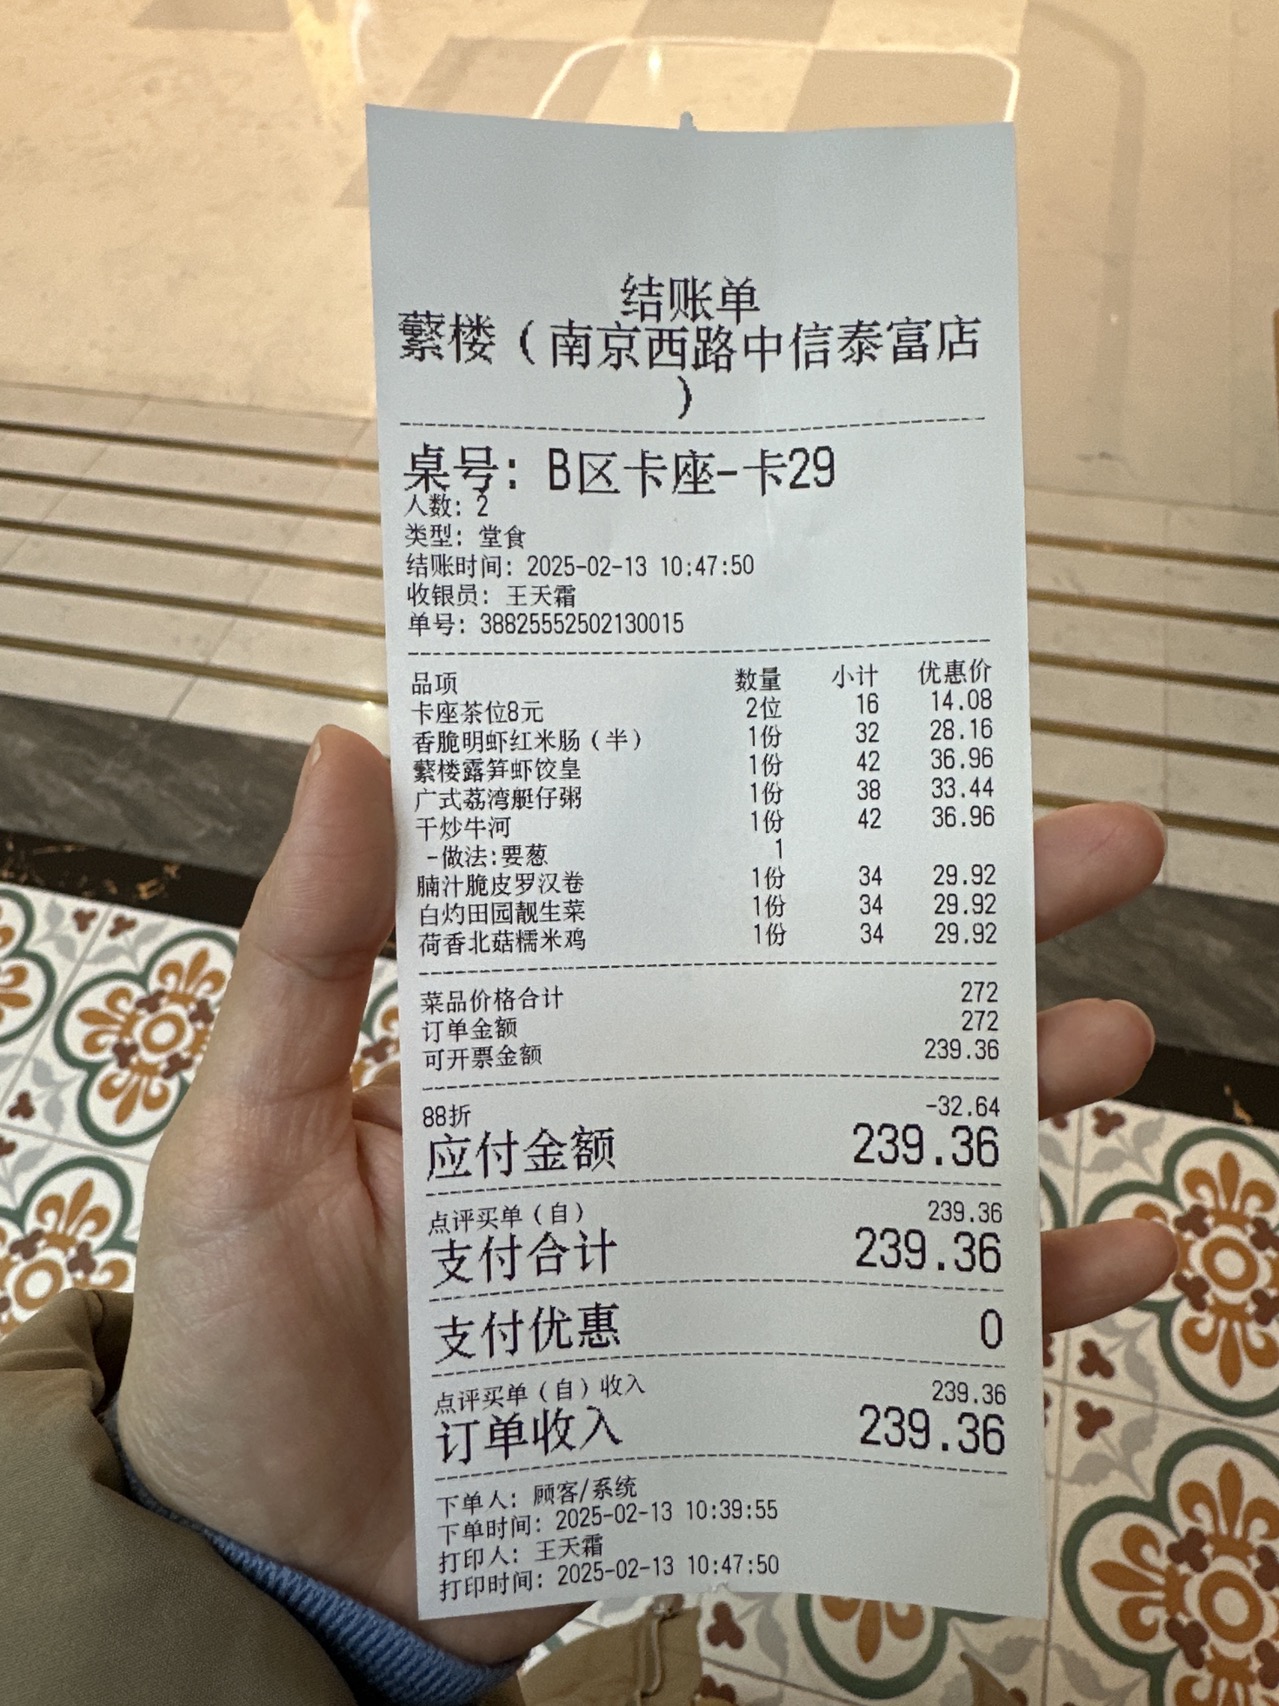 结账单
蘩楼（南京西路中信泰富店
）
桌号: B区卡座-卡29
人数: 2
类型: 堂食
结账时间: 2025-02-13 10:47:50
收银员: 王天霜
单号: 38825552502130015
品项 数量 小计 优惠价
卡座茶位8元 2位 16 14.08
香脆明虾红米肠（半） 1份 32 28.16
蘩楼露笋虾饺皇 1份 42 36.96
广式荔湾艇仔粥 1份 38 33.44
干炒牛河 1份 42 36.96
-做法:要葱 1
腩汁脆皮罗汉卷 1份 34 29.92
白灼田园靓生菜 1份 34 29.92
荷香北菇糯米鸡 1份 34 29.92
菜品价格合计 272
订单金额 272
可开票金额 239.36
88折 -32.64
应付金额 239.36
点评买单（自） 239.36
支付合计 239.36
支付优惠 0
点评买单（自）收入 239.36
订单收入 239.36
下单人: 顾客/系统
下单时间: 2025-02-13 10:39:55
打印人: 王天霜
打印时间: 2025-02-13 10:47:50